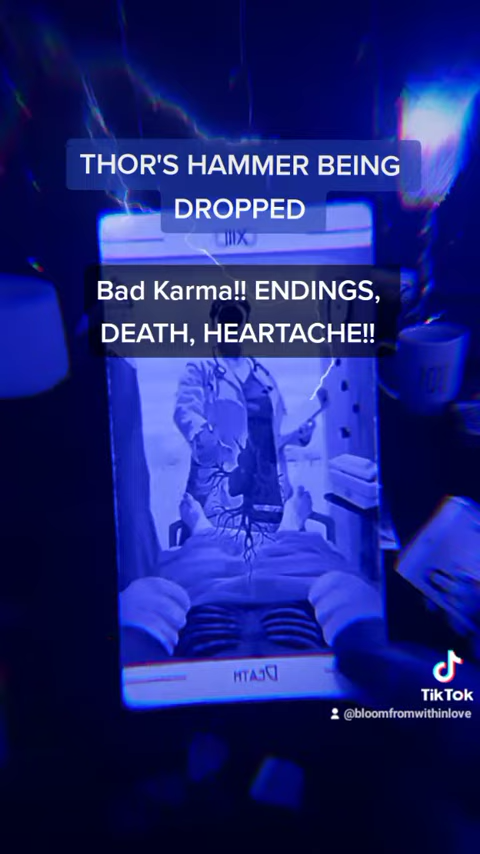 THOR'S HAMMER BEING
DROPPED
XIII
Bad Karma!! ENDINGS,
DEATH, HEARTACHE!!
DEATH
TikTok
@bloomfromwithinlove